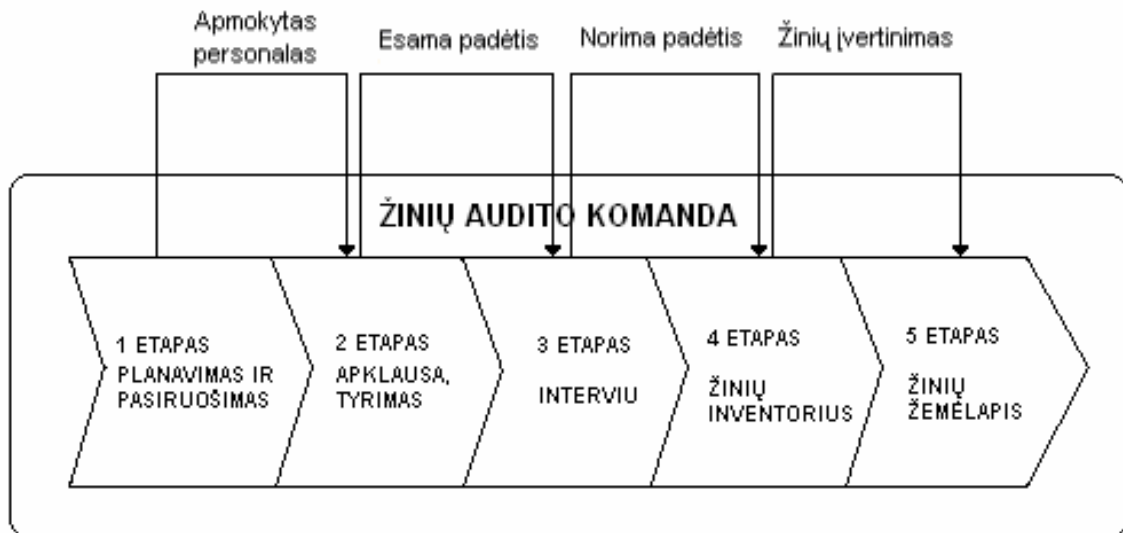 Apmokytas
personalas
Esama padėtis
Norima padėtis
Žinių įvertinimas
ŽINIŲ AUDITO KOMANDA
1 ETAPAS
PLANAVIMAS IR
PASIRUOŠIMAS
2 ETAPAS
APKLAUSA,
TYRIMAS
3 ETAPAS
INTERVIU
4 ETAPAS
ŽINIŲ
INVENTORIUS
5 ETAPAS
ŽINIŲ
ŽEMĖLAPIS